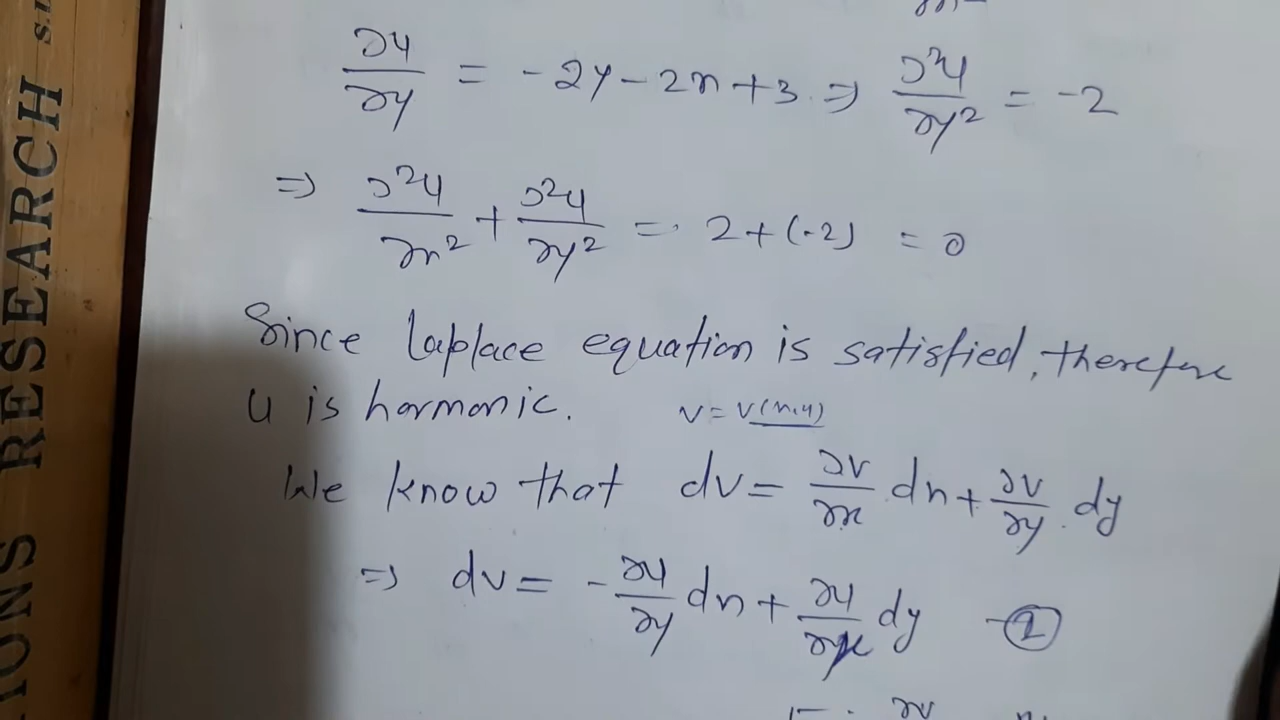 ∂u/∂y = -2y - 2x + 3 ⇒ ∂²u/∂y² = -2
⇒ ∂²u/∂x² + ∂²u/∂y² = 2 + (-2) = 0
Since Laplace equation is satisfied, therefore
u is harmonic. v = v(x,y)
We know that dv = ∂v/∂x dx + ∂v/∂y dy
⇒ dv = -∂u/∂y dx + ∂u/∂x dy -②
IONS RESEARCH